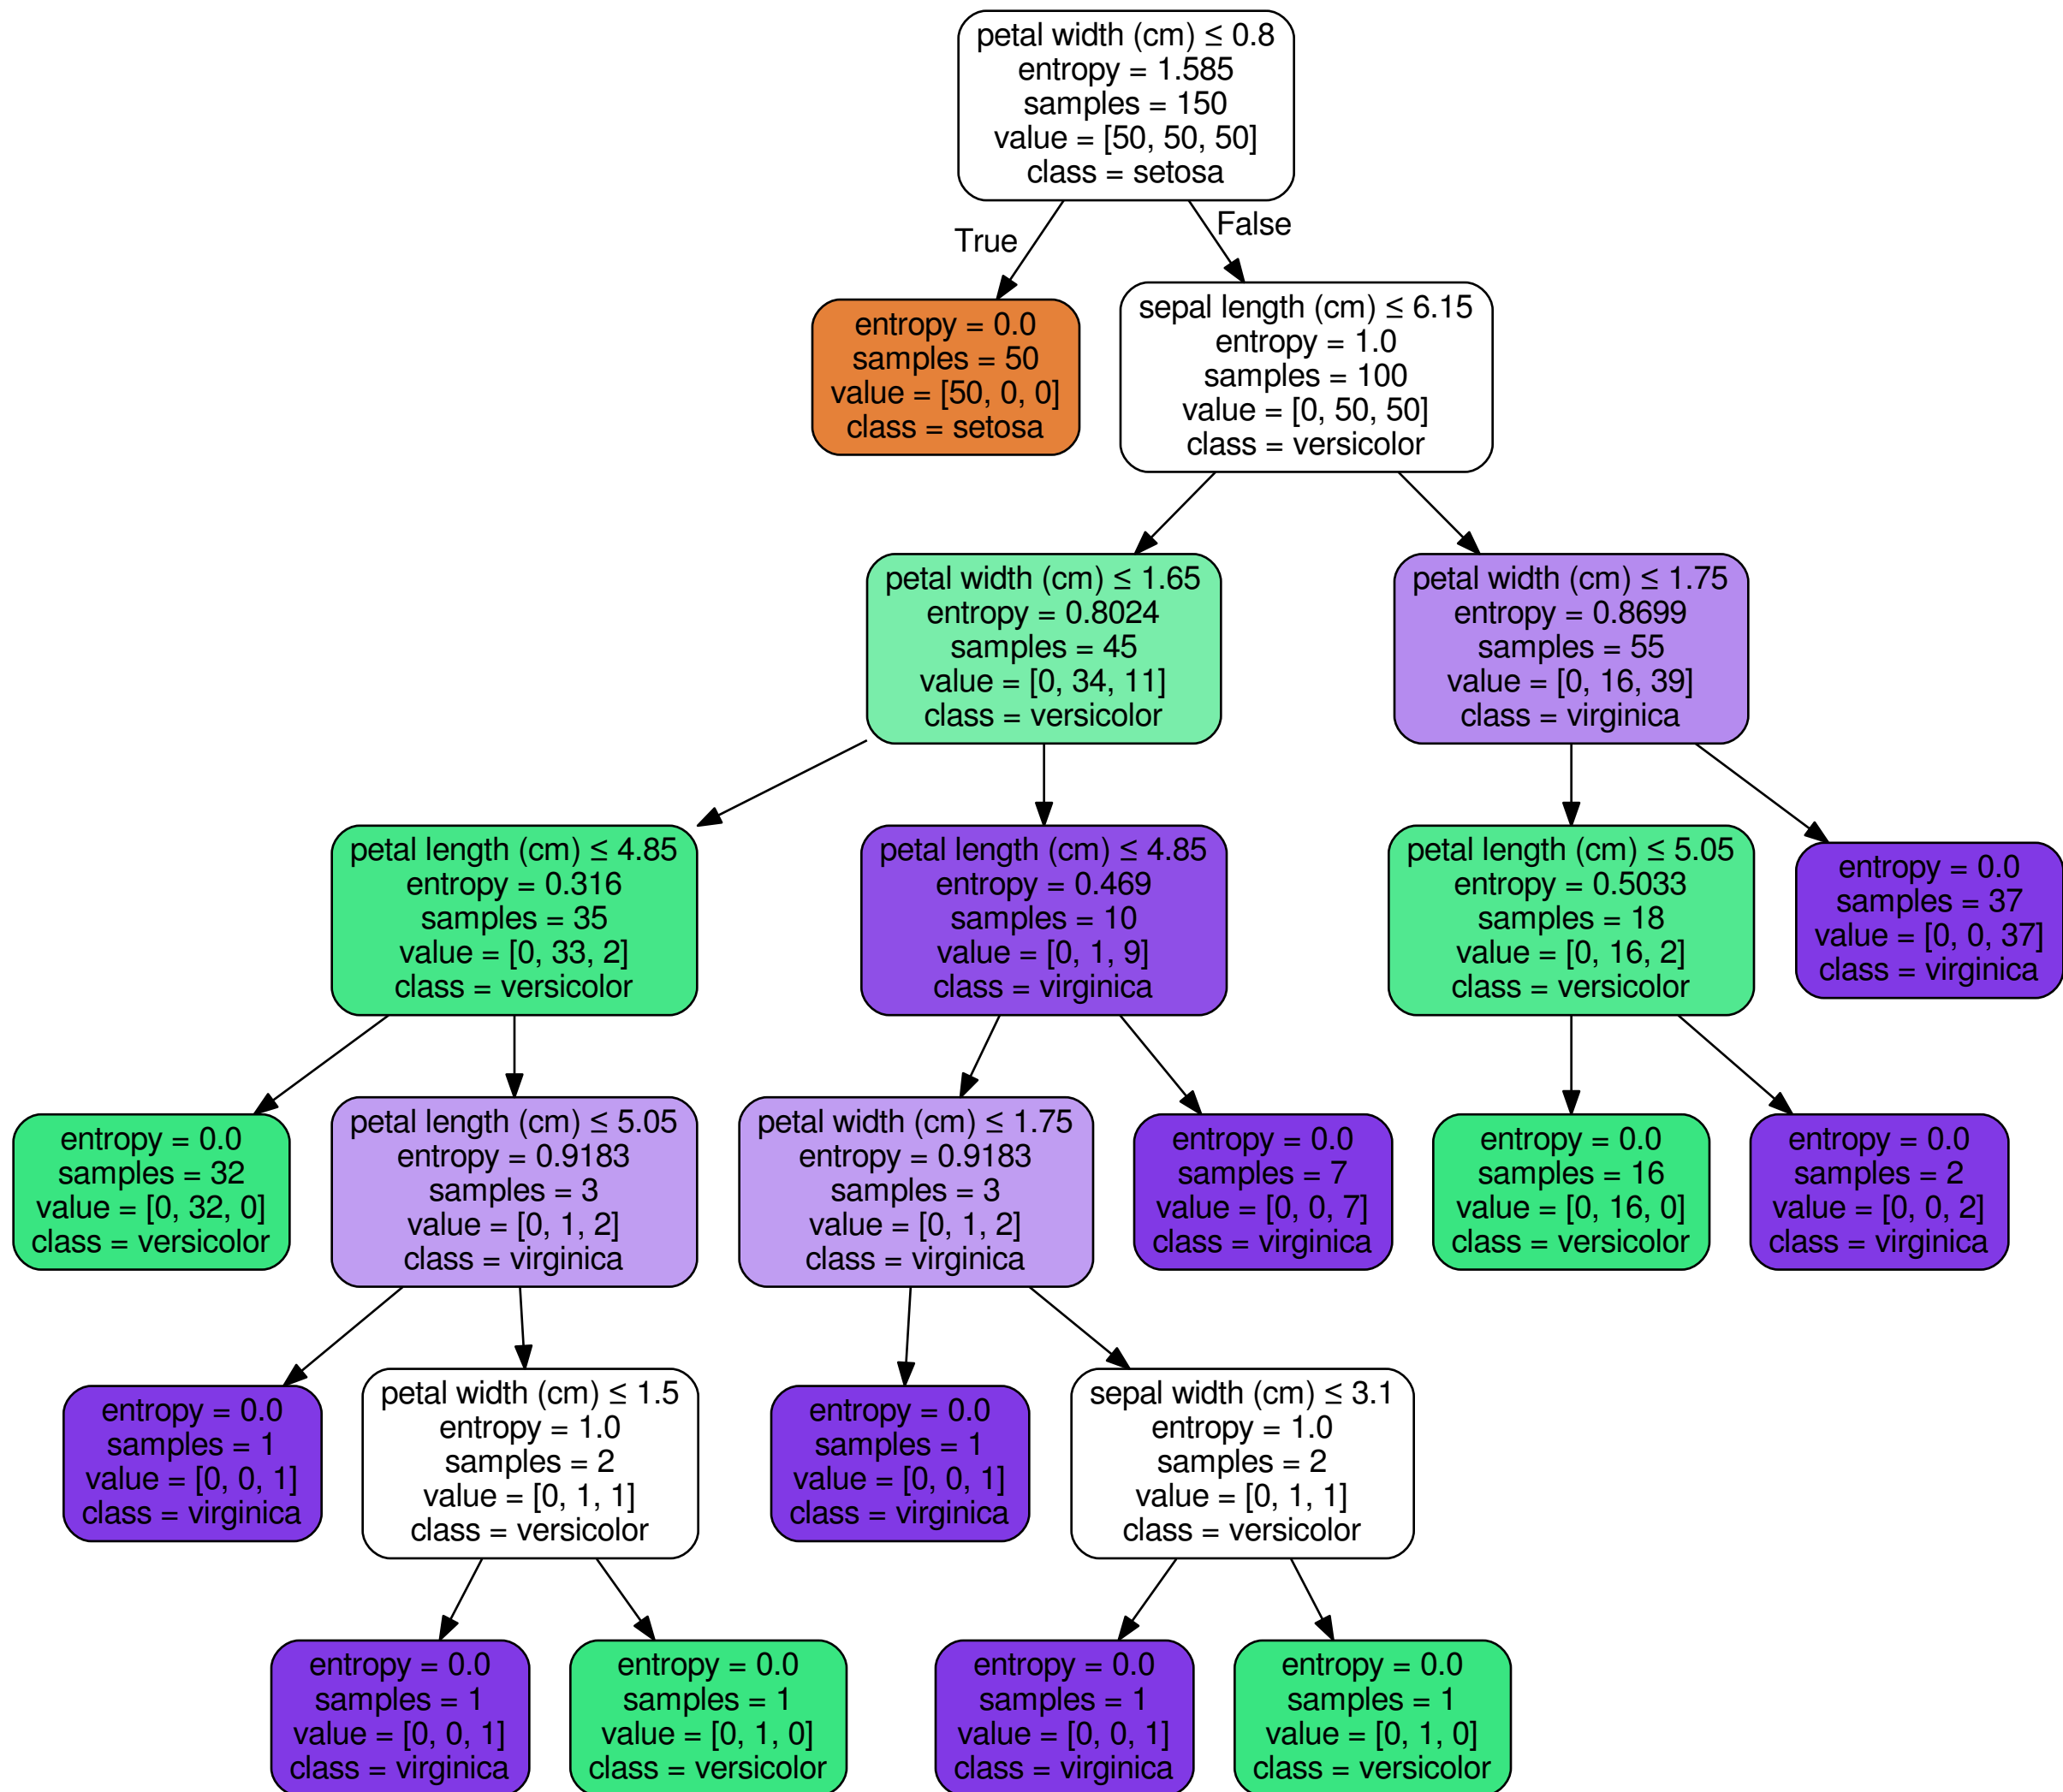 petal width (cm) ≤ 0.8
entropy = 1.585
samples = 150
value = [50, 50, 50]
class = setosa
True
False
entropy = 0.0
samples = 50
value = [50, 0, 0]
class = setosa
sepal length (cm) ≤ 6.15
entropy = 1.0
samples = 100
value = [0, 50, 50]
class = versicolor
petal width (cm) ≤ 1.65
entropy = 0.8024
samples = 45
value = [0, 34, 11]
class = versicolor
petal width (cm) ≤ 1.75
entropy = 0.8699
samples = 55
value = [0, 16, 39]
class = virginica
petal length (cm) ≤ 4.85
entropy = 0.316
samples = 35
value = [0, 33, 2]
class = versicolor
petal length (cm) ≤ 4.85
entropy = 0.469
samples = 10
value = [0, 1, 9]
class = virginica
petal length (cm) ≤ 5.05
entropy = 0.5033
samples = 18
value = [0, 16, 2]
class = versicolor
entropy = 0.0
samples = 37
value = [0, 0, 37]
class = virginica
entropy = 0.0
samples = 32
value = [0, 32, 0]
class = versicolor
petal length (cm) ≤ 5.05
entropy = 0.9183
samples = 3
value = [0, 1, 2]
class = virginica
petal width (cm) ≤ 1.75
entropy = 0.9183
samples = 3
value = [0, 1, 2]
class = virginica
entropy = 0.0
samples = 7
value = [0, 0, 7]
class = virginica
entropy = 0.0
samples = 16
value = [0, 16, 0]
class = versicolor
entropy = 0.0
samples = 2
value = [0, 0, 2]
class = virginica
entropy = 0.0
samples = 1
value = [0, 0, 1]
class = virginica
petal width (cm) ≤ 1.5
entropy = 1.0
samples = 2
value = [0, 1, 1]
class = versicolor
entropy = 0.0
samples = 1
value = [0, 0, 1]
class = virginica
sepal width (cm) ≤ 3.1
entropy = 1.0
samples = 2
value = [0, 1, 1]
class = versicolor
entropy = 0.0
samples = 1
value = [0, 0, 1]
class = virginica
entropy = 0.0
samples = 1
value = [0, 1, 0]
class = versicolor
entropy = 0.0
samples = 1
value = [0, 0, 1]
class = virginica
entropy = 0.0
samples = 1
value = [0, 1, 0]
class = versicolor